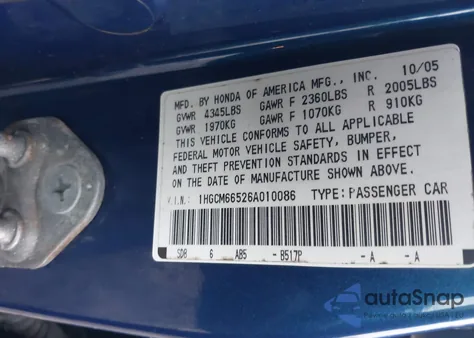 MFD. BY HONDA OF AMERICA MFG., INC. 10/05
GVWR 4345LBS GAWR F 2360LBS R 2005LBS
GVWR 1970KG GAWR F 1070KG R 910KG
THIS VEHICLE CONFORMS TO ALL APPLICABLE
FEDERAL MOTOR VEHICLE SAFETY, BUMPER,
AND THEFT PREVENTION STANDARDS IN EFFECT
ON THE DATE OF MANUFACTURE SHOWN ABOVE.
V.I.N.: 1HGCM66526A010086 TYPE:PASSENGER CAR
SDB 6 AB5 - B517P - A - A
autoSnap